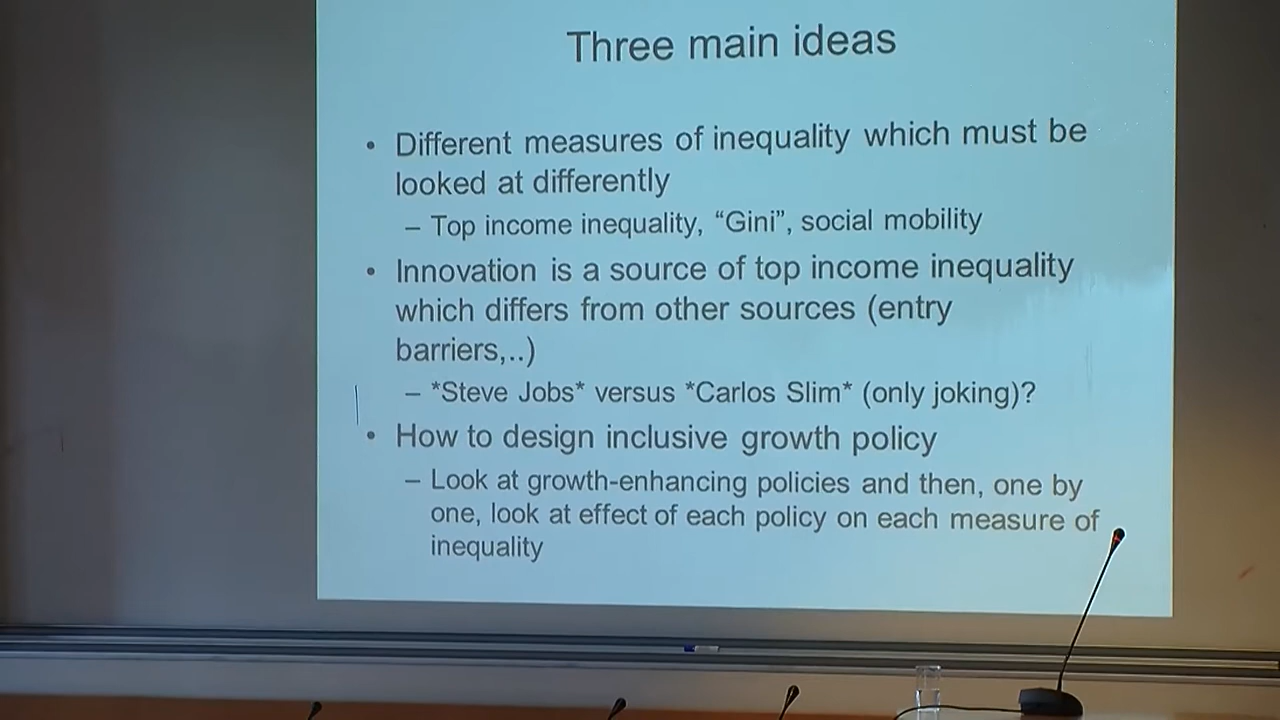 Three main ideas
• Different measures of inequality which must be
looked at differently
– Top income inequality, “Gini”, social mobility
• Innovation is a source of top income inequality
which differs from other sources (entry
barriers,..)
– *Steve Jobs* versus *Carlos Slim* (only joking)?
• How to design inclusive growth policy
– Look at growth-enhancing policies and then, one by
one, look at effect of each policy on each measure of
inequality